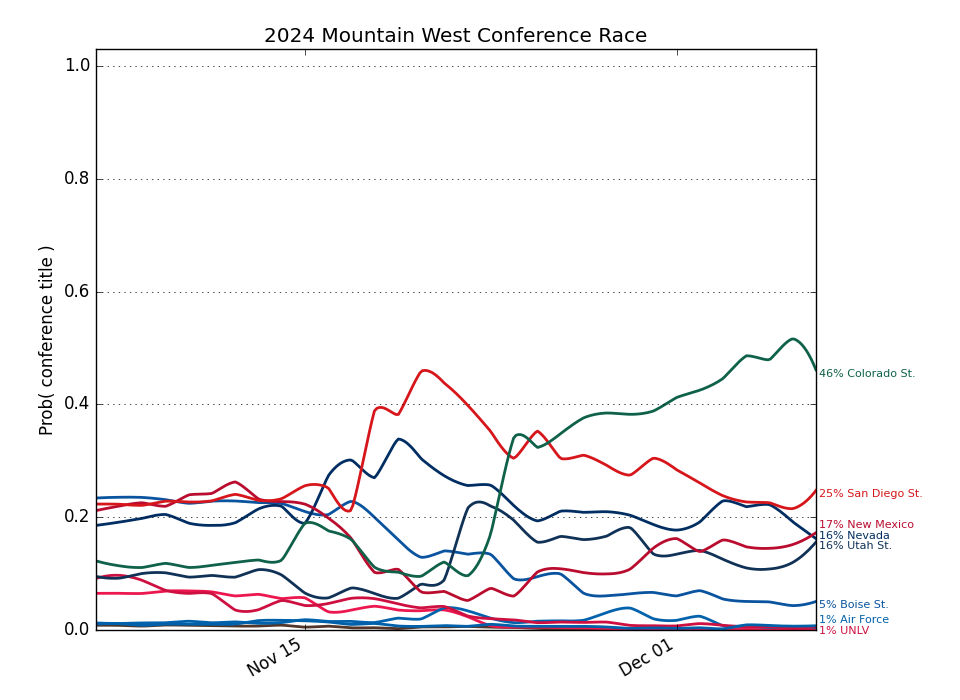 2024 Mountain West Conference Race
1.0
0.8
0.6
0.4
0.2
0.0
Prob( conference title )
Nov 15
Dec 01
46% Colorado St.
25% San Diego St.
17% New Mexico
16% Nevada
16% Utah St.
5% Boise St.
1% Air Force
1% UNLV